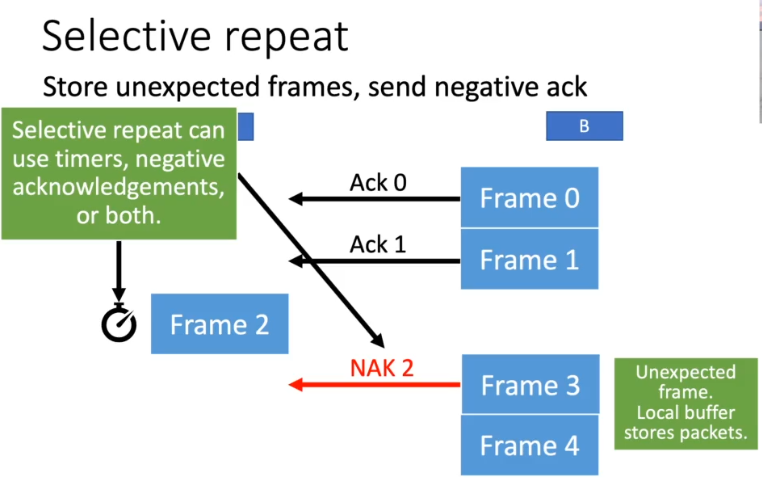 Selective repeat
Store unexpected frames, send negative ack
Selective repeat can
use timers, negative
acknowledgements,
or both.
B
Ack 0
Frame 0
Ack 1
Frame 1
Frame 2
NAK 2
Frame 3
Unexpected
frame.
Local buffer
stores packets.
Frame 4